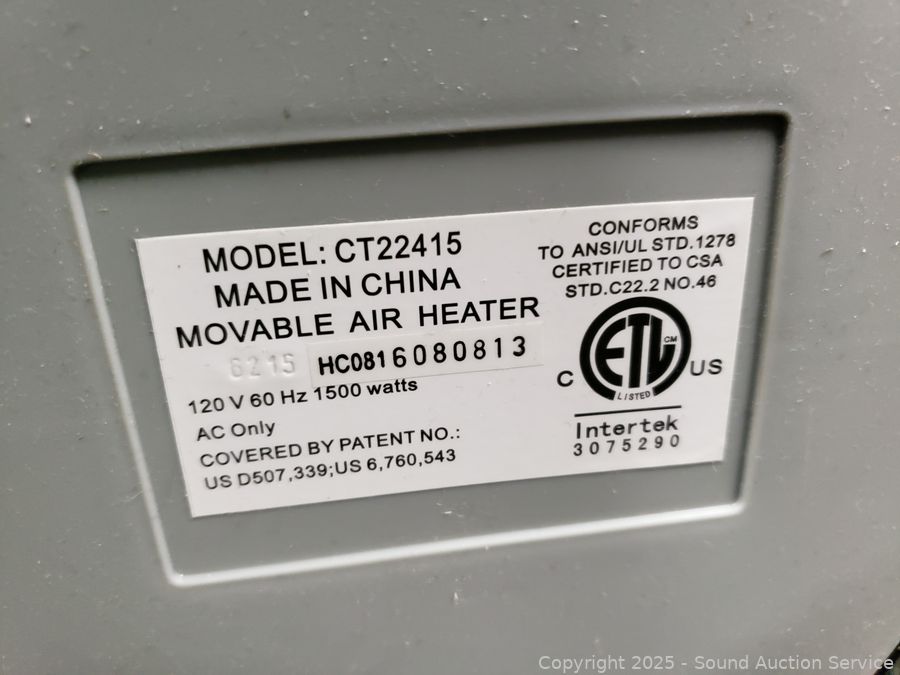 MODEL: CT22415
MADE IN CHINA
MOVABLE AIR HEATER
6215 HC0816080813
120 V 60 Hz 1500 watts
AC Only
COVERED BY PATENT NO.:
US D507,339;US 6,760,543
CONFORMS
TO ANSI/UL STD.1278
CERTIFIED TO CSA
STD.C22.2 NO.46
C ETL CM US
LISTED
Intertek
3075290
Copyright © 2025 - Sound Auction Service